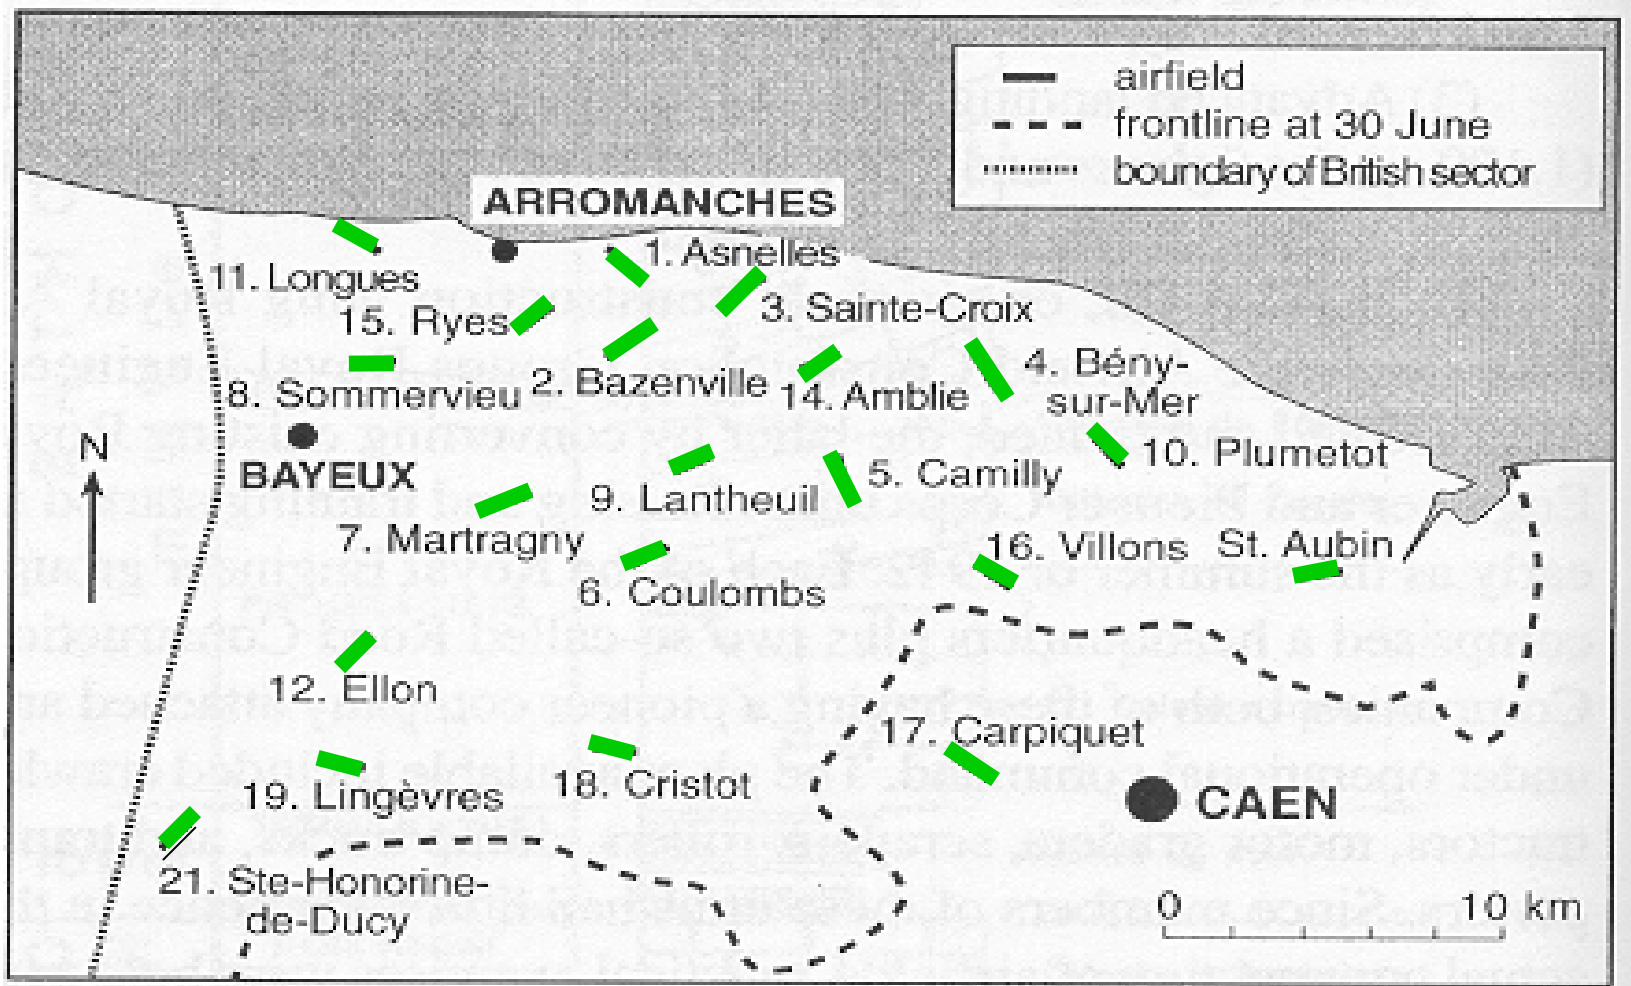 airfield
frontline at 30 June
boundary of British sector
ARROMANCHES
1. Asnelles
11. Longues
3. Sainte-Croix
15. Ryes
4. Bény-
sur-Mer
2. Bazenville
14. Amblie
8. Sommervieu
N
BAYEUX
10. Plumetot
5. Camilly
9. Lantheuil
7. Martragny
16. Villons
St. Aubin
6. Coulombs
12. Ellon
17. Carpiquet
18. Cristot
19. Lingèvres
CAEN
21. Ste-Honorine-
de-Ducy
0 10 km